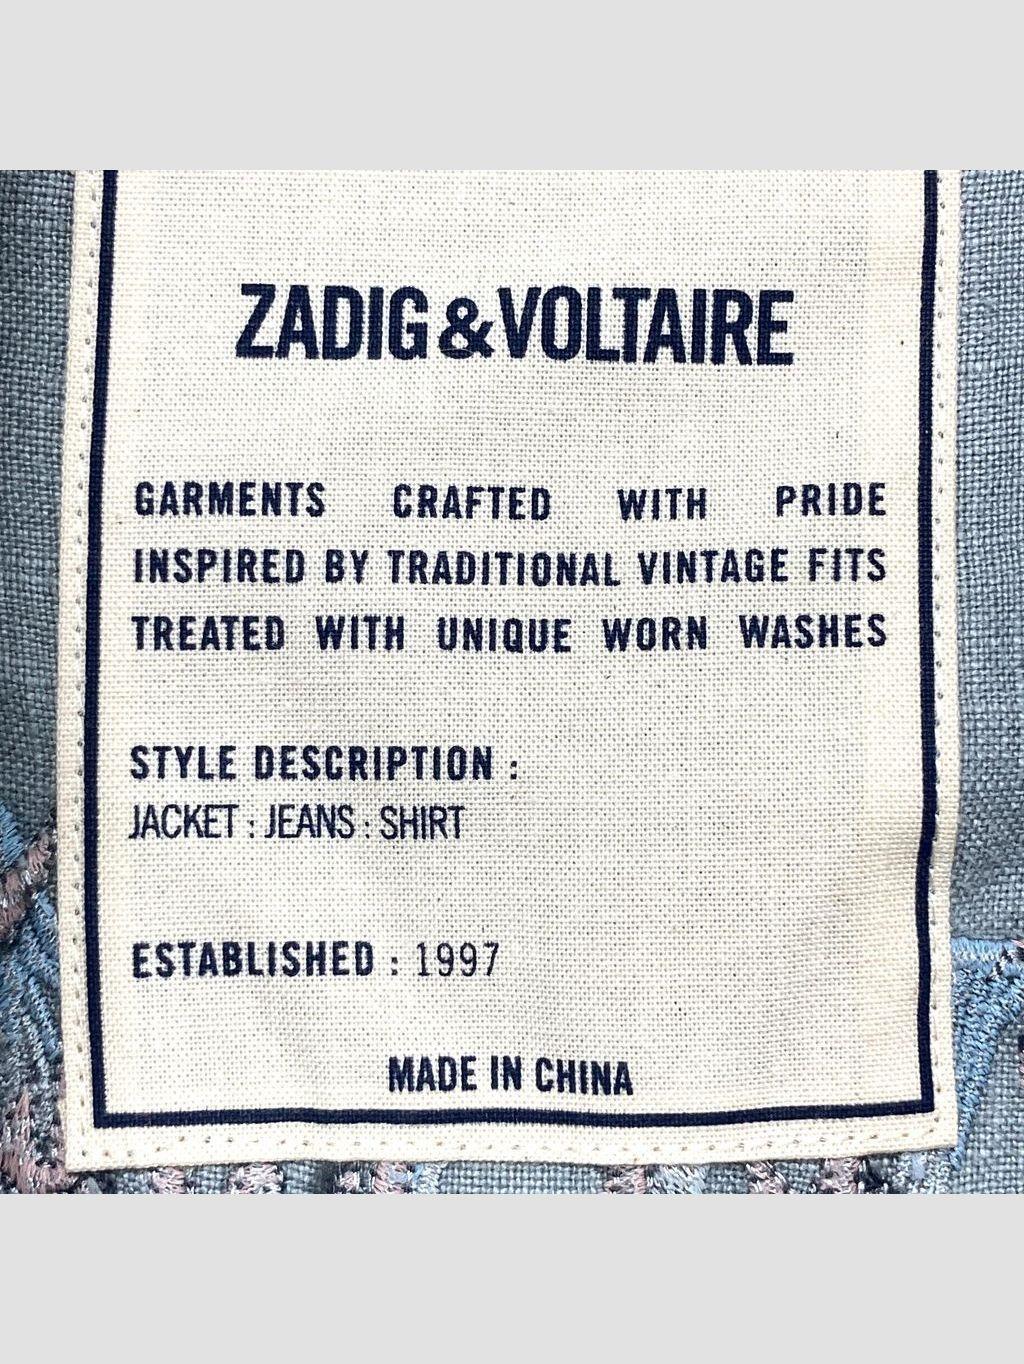 ZADIG&VOLTAIRE
GARMENTS CRAFTED WITH PRIDE
INSPIRED BY TRADITIONAL VINTAGE FITS
TREATED WITH UNIQUE WORN WASHES
STYLE DESCRIPTION :
JACKET : JEANS : SHIRT
ESTABLISHED : 1997
MADE IN CHINA